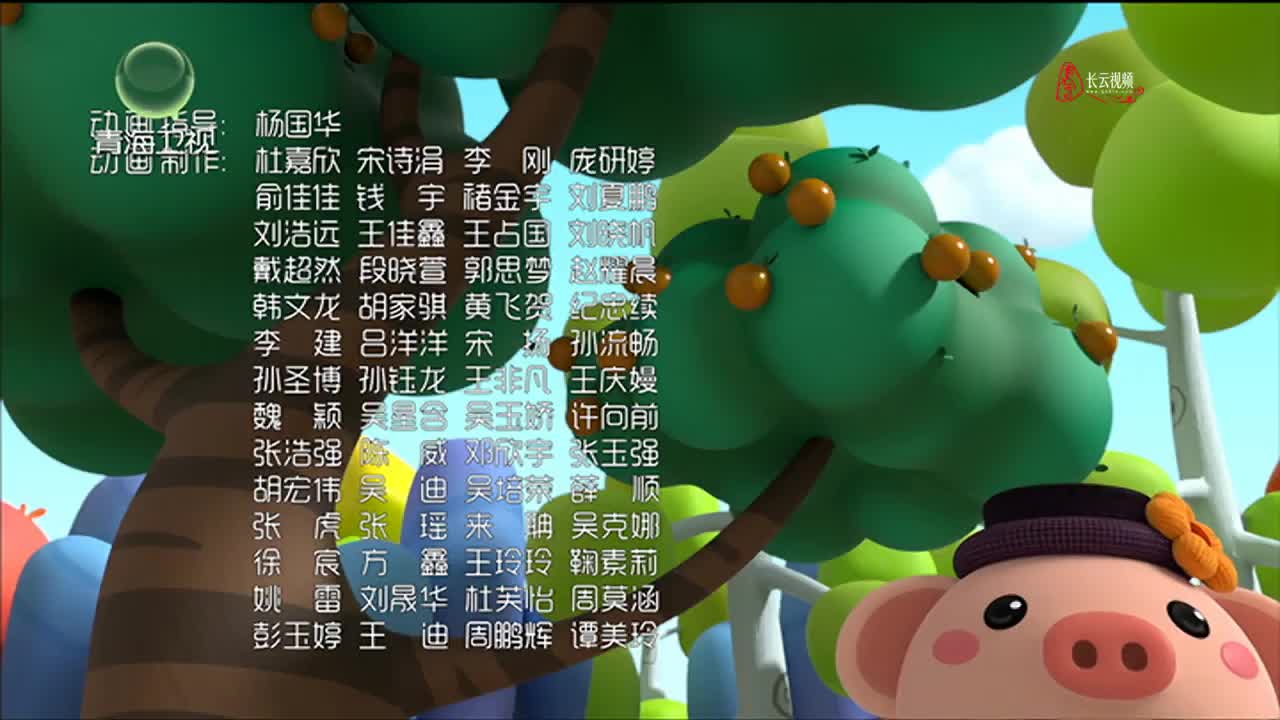 长云视频
动画指导: 杨国华
青海卫视
动画制作: 杜嘉欣 宋诗涓 李 刚 庞研婷
俞佳佳 钱 宇 褚金宇 刘夏鹏
刘浩远 王佳鑫 王占国 刘晓帆
戴超然 段晓萱 郭思梦 赵耀晨
韩文龙 胡家骐 黄飞贺 纪忠续
李 建 吕洋洋 宋 扬 孙流畅
孙圣博 孙钰龙 王非凡 王庆嫚
魏 颖 吴星含 吴玉娇 许向前
张浩强 陈 威 邓欣宇 张玉强
胡宏伟 吴 迪 吴培荣 薛 顺
张 虎 张 瑶 来 聃 吴克娜
徐 宸 方 鑫 王玲玲 鞠素莉
姚 雷 刘晟华 杜芙怡 周莫涵
彭玉婷 王 迪 周鹏辉 谭美玲